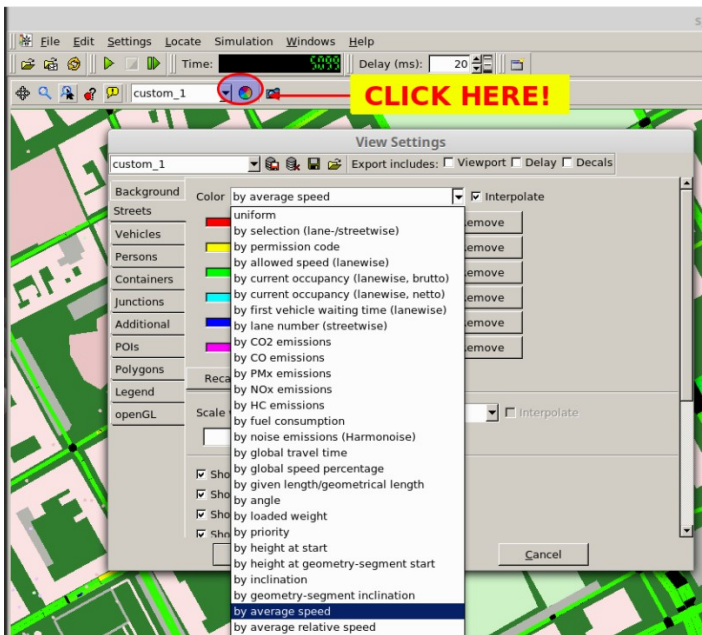 File Edit Settings Locate Simulation Windows Help
Time: 5099 Delay (ms): 20
custom_1 CLICK HERE!
View Settings
custom_1 Export includes: Viewport Delay Decals
Background
Streets
Vehicles
Persons
Containers
Junctions
Additional
POIs
Polygons
Legend
openGL
Color by average speed Interpolate
uniform
by selection (lane-/streetwise)
by permission code
by allowed speed (lanewise)
by current occupancy (lanewise, brutto)
by current occupancy (lanewise, netto)
by first vehicle waiting time (lanewise)
by lane number (streetwise)
by CO2 emissions
by CO emissions
by PMx emissions
by NOx emissions
by HC emissions
by fuel consumption
by noise emissions (Harmonoise)
by global travel time
by global speed percentage
by given length/geometrical length
by angle
by loaded weight
by priority
by height at start
by height at geometry-segment start
by inclination
by geometry-segment inclination
by average speed
by average relative speed
emove
emove
emove
emove
emove
emove
Reca
Scale Interpolate
Sho
Sho
Sho
Sho
Cancel